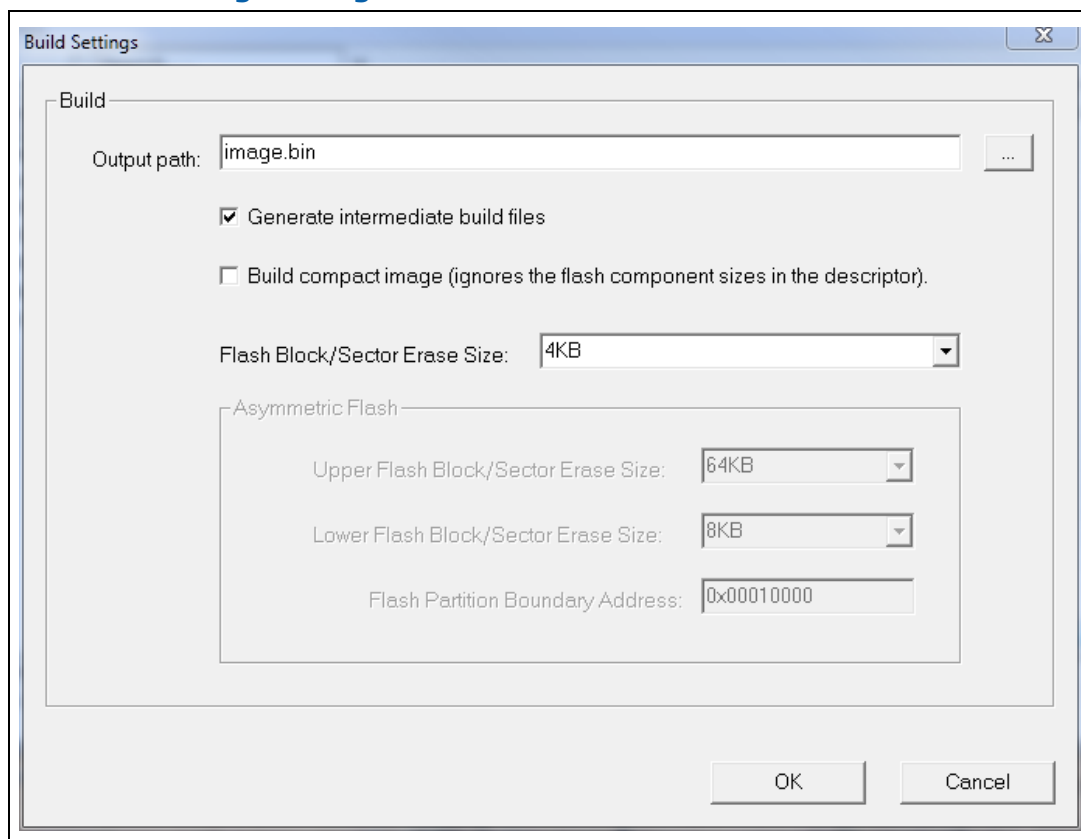 Build Settings
Build
Output path: image.bin ...
Generate intermediate build files
Build compact image (ignores the flash component sizes in the descriptor).
Flash Block/Sector Erase Size: 4KB
Asymmetric Flash
Upper Flash Block/Sector Erase Size: 64KB
Lower Flash Block/Sector Erase Size: 8KB
Flash Partition Boundary Address: 0x00010000
OK Cancel